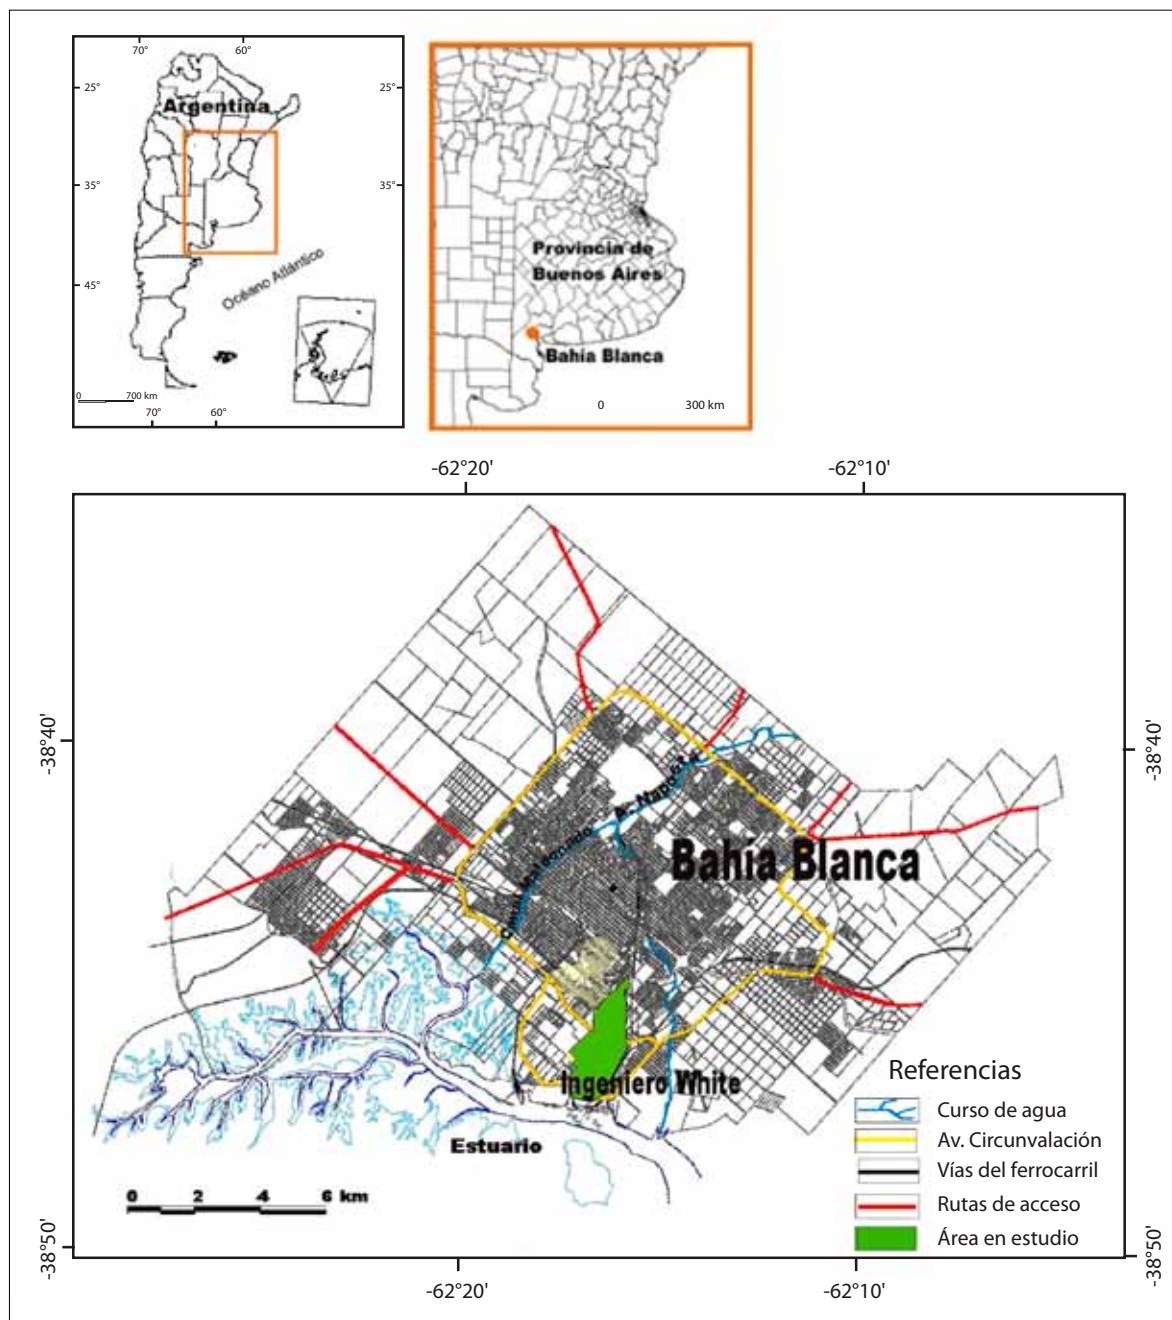 70°
60°
25°
25°
Argentina
35°
35°
45°
Océano Atlántico
0
700 km
70°
60°
Provincia de
Buenos Aires
Bahía Blanca
0
300 km
-62°20'
-62°10'
-38°40'
-38°40'
Aº Napostá
Canal Maldonado
Bahía Blanca
Ingeniero White
Estuario
0 2 4 6 km
Referencias
Curso de agua
Av. Circunvalación
Vías del ferrocarril
Rutas de acceso
Área en estudio
-38°50'
-38°50'
-62°20'
-62°10'